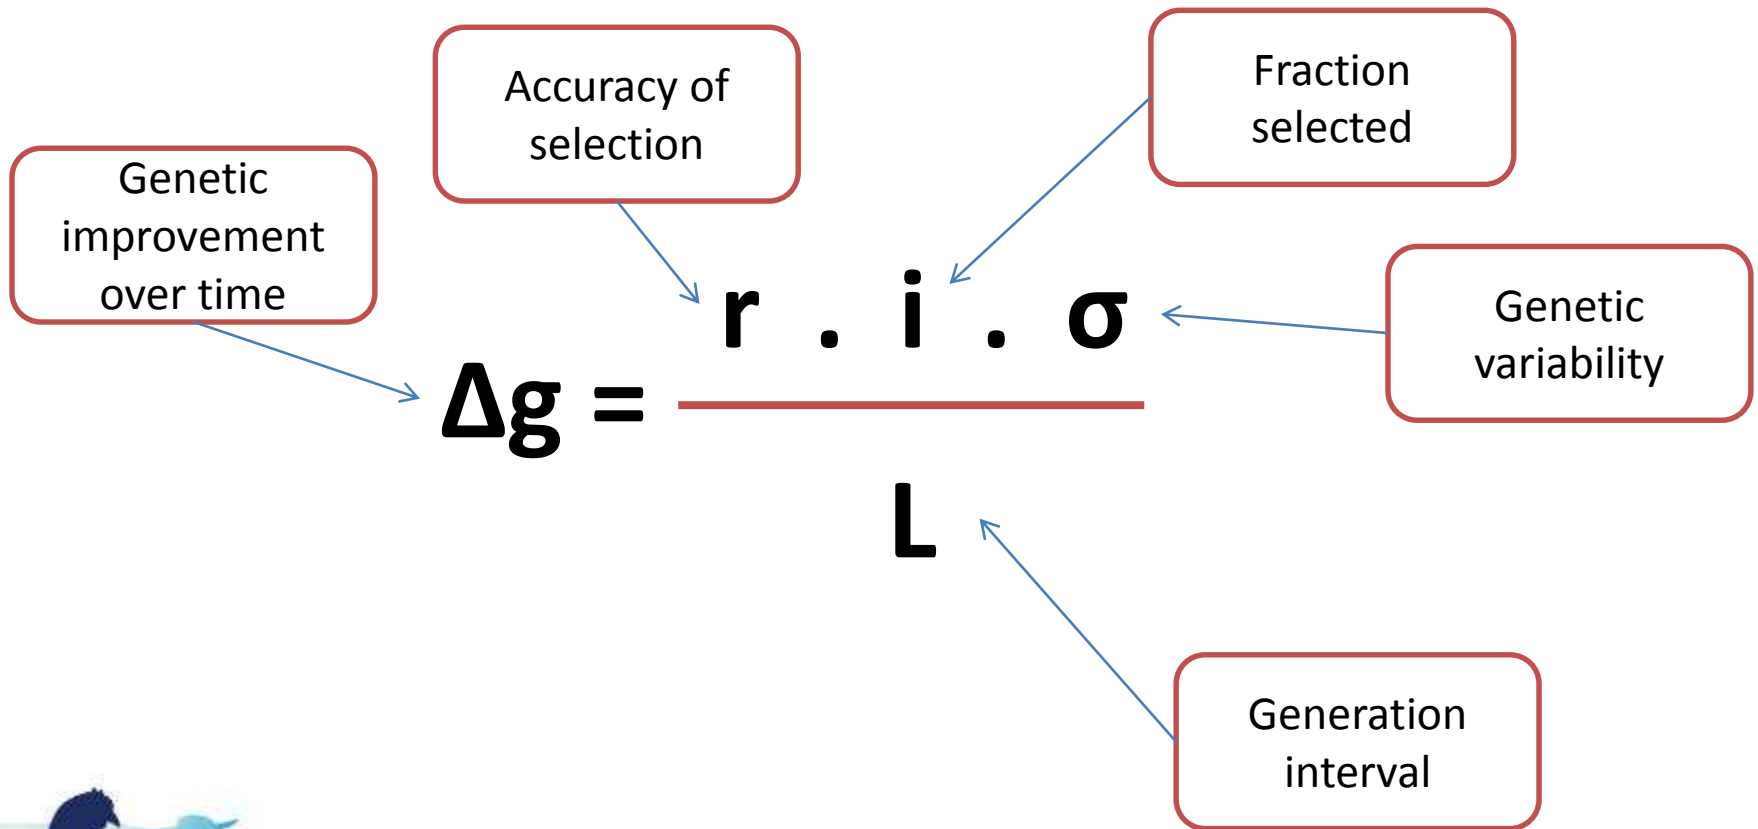 Accuracy of
selection
Fraction
selected
Genetic
improvement
over time
r . i . σ
Genetic
variability
Δg =
L
Generation
interval